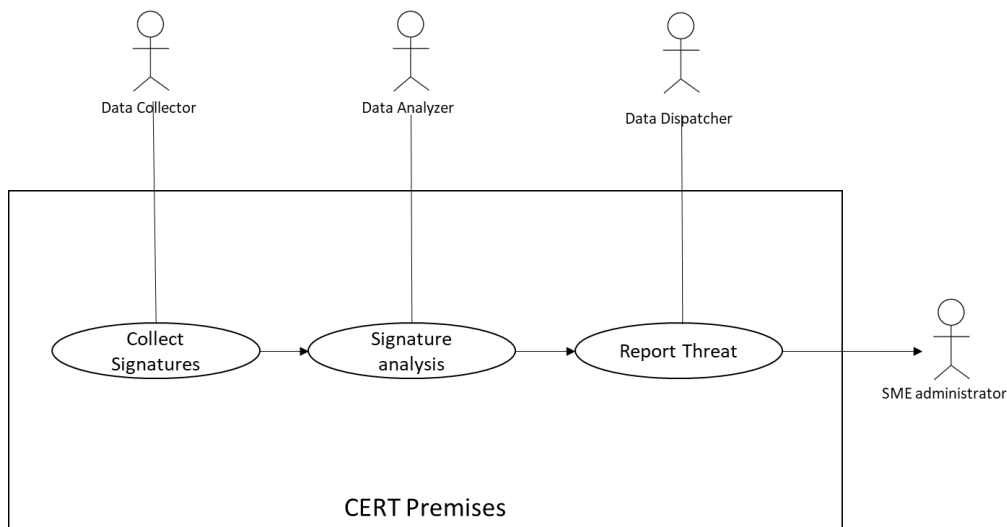 Data Collector
Data Analyzer
Data Dispatcher
Collect
Signatures
Signature
analysis
Report Threat
SME administrator
CERT Premises